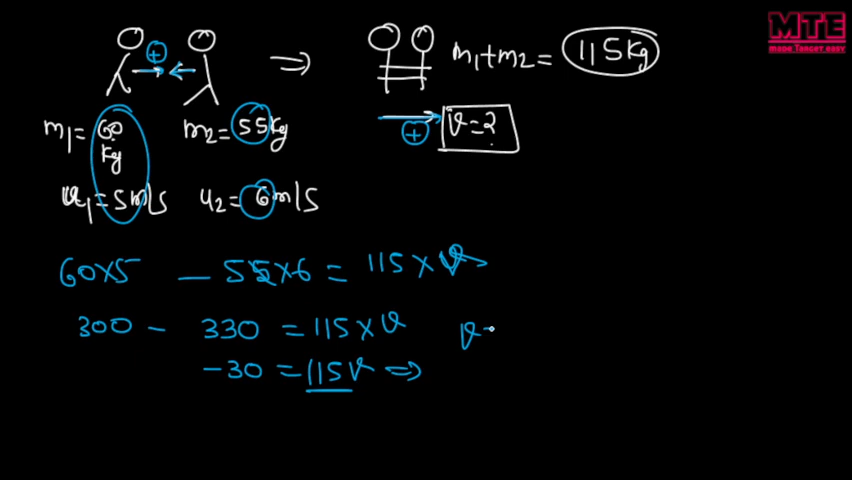 MTE
made Target easy
+
⇒
m1+m2 = 115Kg
m1 = 60 Kg
m2 = 55Kg
+
v=?
u1 = 5m/s
u2 = 6m/s
60×5 − 55×6 = 115×v
300 − 330 = 115×v
v=
−30 = 115v ⇒